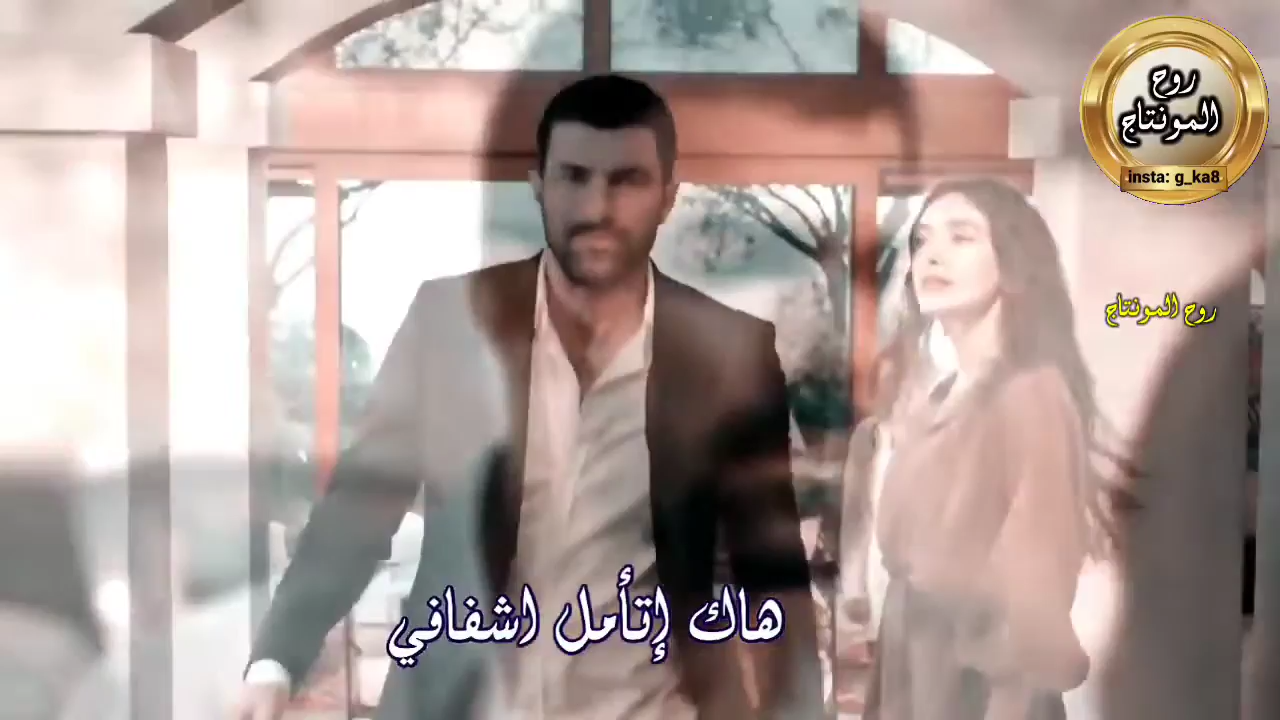 روح
المونتاج
insta: g_ka8
روح المونتاج
هاك إتأمل اشفافي